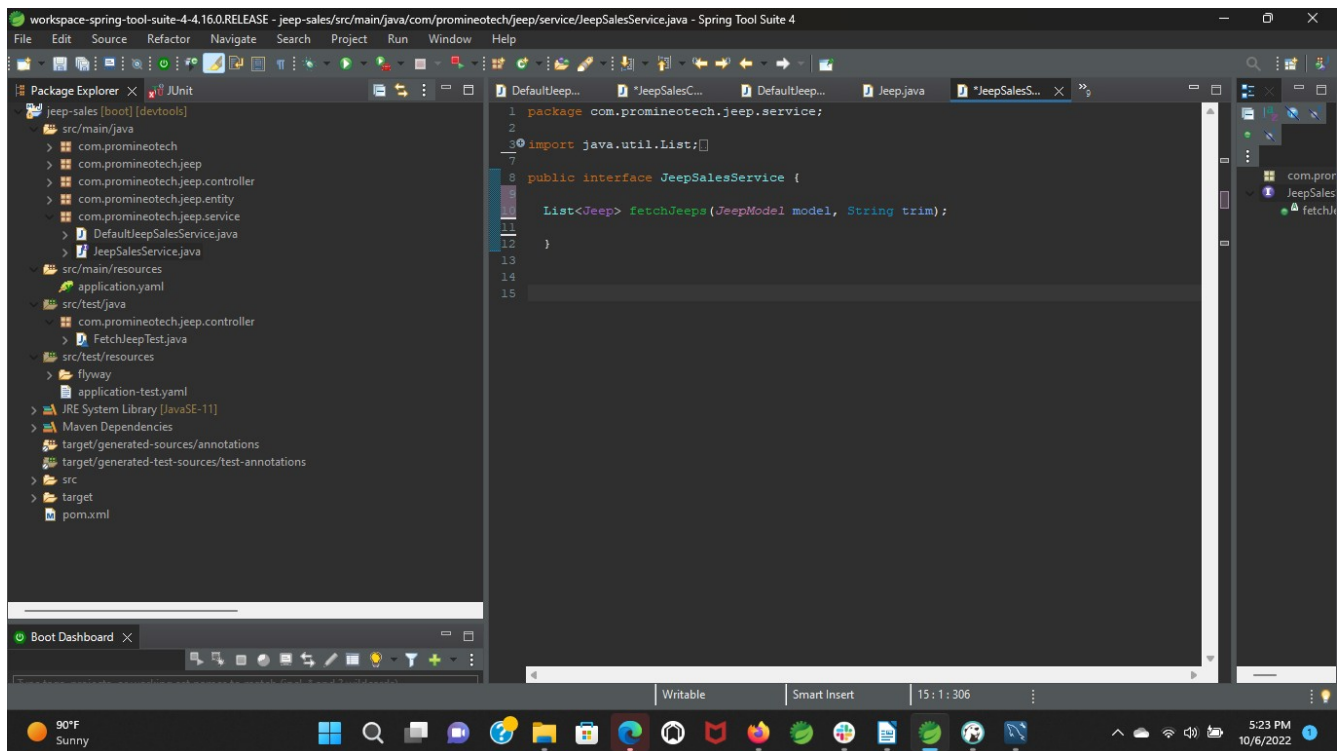 workspace-spring-tool-suite-4-4.16.0.RELEASE - jeep-sales/src/main/java/com/promineotech/jeep/service/JeepSalesService.java - Spring Tool Suite 4
File Edit Source Refactor Navigate Search Project Run Window Help
Package Explorer
JUnit
jeep-sales [boot] [devtools]
src/main/java
com.promineotech
com.promineotech.jeep
com.promineotech.jeep.controller
com.promineotech.jeep.entity
com.promineotech.jeep.service
DefaultJeepSalesService.java
JeepSalesService.java
src/main/resources
application.yaml
src/test/java
com.promineotech.jeep.controller
FetchJeepTest.java
src/test/resources
flyway
application-test.yaml
JRE System Library [JavaSE-11]
Maven Dependencies
target/generated-sources/annotations
target/generated-test-sources/test-annotations
src
target
pom.xml
Boot Dashboard
DefaultJeep... *JeepSalesC... DefaultJeep... Jeep.java *JeepSalesS...
1 package com.promineotech.jeep.service;
2
3 import java.util.List;
7
8 public interface JeepSalesService {
9
10 List<Jeep> fetchJeeps(JeepModel model, String trim);
11
12 }
13
14
15
com.pron
JeepSales
fetchJe
Writable Smart Insert 15 : 1 : 306
90°F
Sunny
5:23 PM
10/6/2022
1